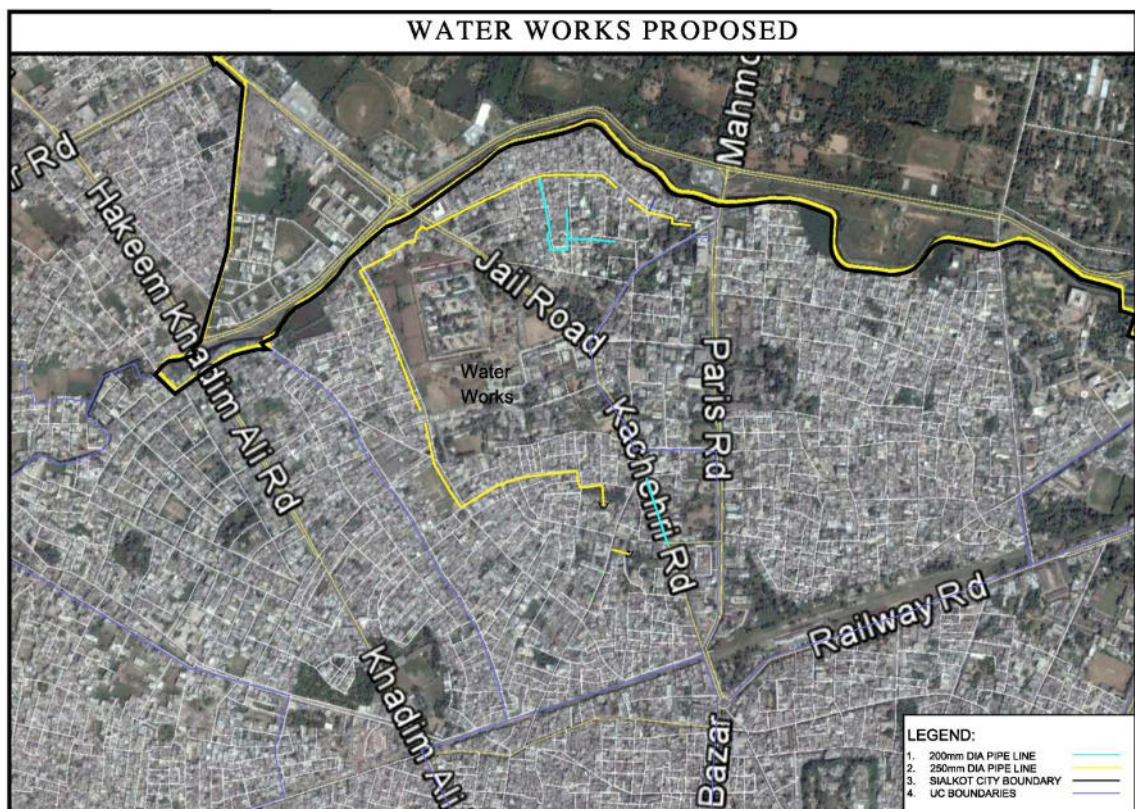 WATER WORKS PROPOSED
Mahmo
r Rd
Hakeem Khadim Ali Rd
Jail Road
Water
Works
Paris Rd
Kachehri Rd
Railway Rd
Khadim Ali
Bazar
LEGEND:
1. 200mm DIA PIPE LINE
2. 250mm DIA PIPE LINE
3. SIALKOT CITY BOUNDARY
4. UC BOUNDARIES